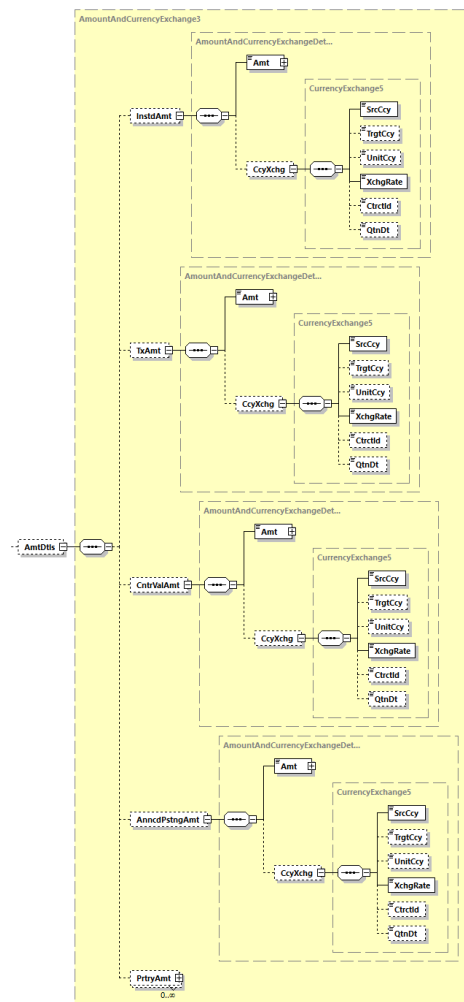 AmountAndCurrencyExchange3
AmountAndCurrencyExchangeDet...
Amt
CurrencyExchange5
SrcCcy
InstdAmt
TrgtCcy
UnitCcy
CcyXchg
XchgRate
CtrctId
QtnDt
AmountAndCurrencyExchangeDet...
Amt
CurrencyExchange5
SrcCcy
TxAmt
TrgtCcy
UnitCcy
CcyXchg
XchgRate
CtrctId
QtnDt
AmountAndCurrencyExchangeDet...
Amt
AmtDtls
CurrencyExchange5
SrcCcy
CntrValAmt
TrgtCcy
UnitCcy
CcyXchg
XchgRate
CtrctId
QtnDt
AmountAndCurrencyExchangeDet...
Amt
CurrencyExchange5
SrcCcy
AnncdPstngAmt
TrgtCcy
UnitCcy
CcyXchg
XchgRate
CtrctId
QtnDt
PrtryAmt
0..∞